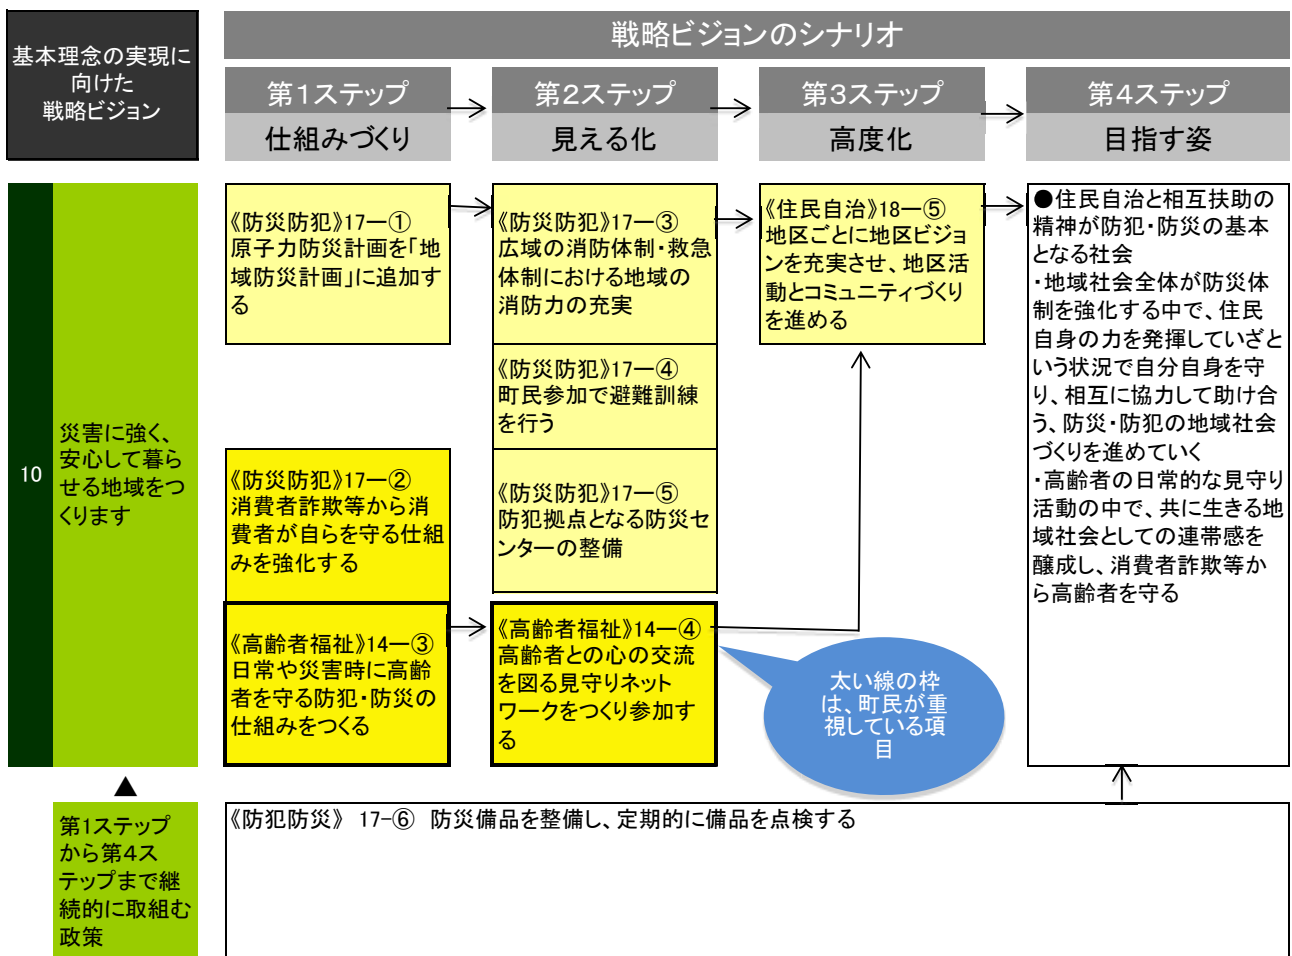 基本理念の実現に
向けた
戦略ビジョン
戦略ビジョンのシナリオ
第1ステップ
仕組みづくり
第2ステップ
見える化
第3ステップ
高度化
第4ステップ
目指す姿
10
災害に強く、
安心して暮ら
せる地域をつ
くります
《防災防犯》17―①
原子力防災計画を「地
域防災計画」に追加す
る
《防災防犯》17―②
消費者詐欺等から消
費者が自らを守る仕組
みを強化する
《高齢者福祉》14―③
日常や災害時に高齢
者を守る防犯・防災の
仕組みをつくる
《防災防犯》17―③
広域の消防体制・救急
体制における地域の
消防力の充実
《防災防犯》17―④
町民参加で避難訓練
を行う
《防災防犯》17―⑤
防犯拠点となる防災セ
ンターの整備
《高齢者福祉》14―④
高齢者との心の交流
を図る見守りネット
ワークをつくり参加す
る
《住民自治》18―⑤
地区ごとに地区ビジョ
ンを充実させ、地区活
動とコミュニティづくり
を進める
太い線の枠
は、町民が重
視している項
目
●住民自治と相互扶助の
精神が防犯・防災の基本
となる社会
・地域社会全体が防災体
制を強化する中で、住民
自身の力を発揮していざと
いう状況で自分自身を守
り、相互に協力して助け合
う、防災・防犯の地域社会
づくりを進めていく
・高齢者の日常的な見守り
活動の中で、共に生きる地
域社会としての連帯感を
醸成し、消費者詐欺等か
ら高齢者を守る
▲
第1ステップ
から第4ス
テップまで継
続的に取組む
政策
《防犯防災》 17-⑥ 防災備品を整備し、定期的に備品を点検する